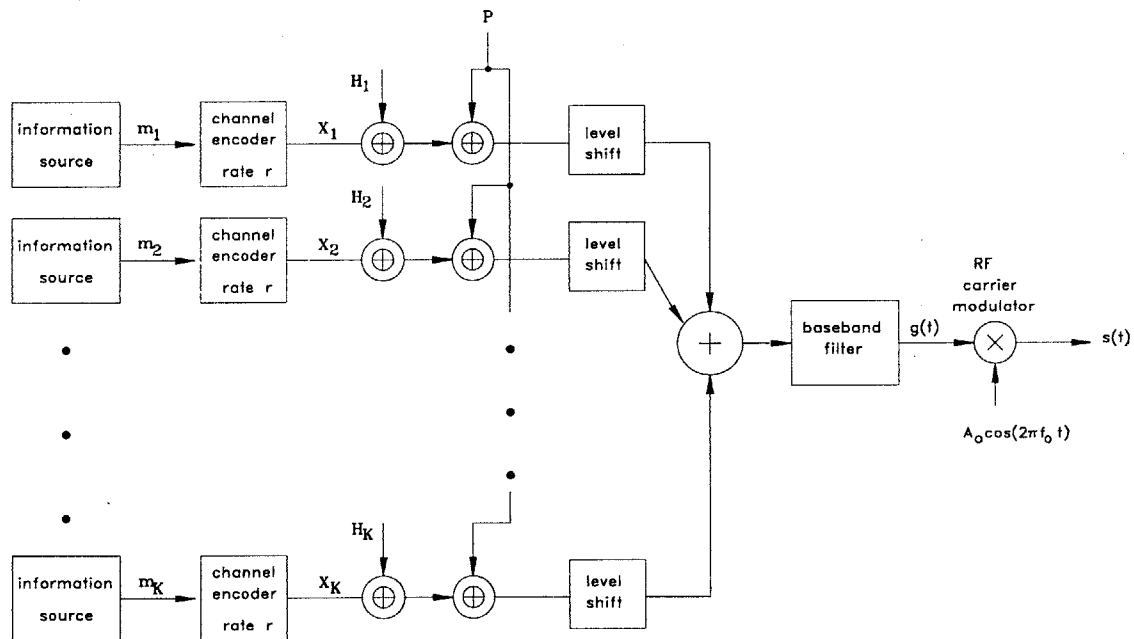 P
H1
information source
m1
channel encoder rate r
X1
level shift
H2
information source
m2
channel encoder rate r
X2
level shift
RF carrier modulator
baseband filter
g(t)
s(t)
A₀cos(2πf₀t)
HK
information source
mK
channel encoder rate r
XK
level shift